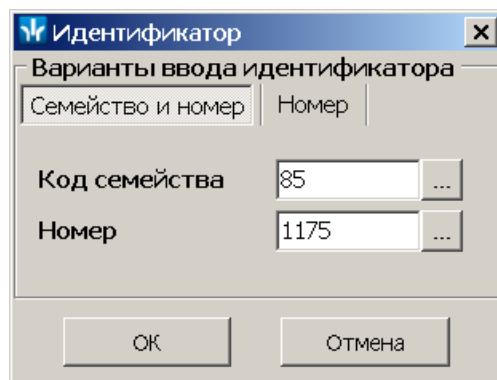 Идентификатор
Варианты ввода идентификатора
Семейство и номер Номер
Код семейства 85 ...
Номер 1175 ...
ОК Отмена